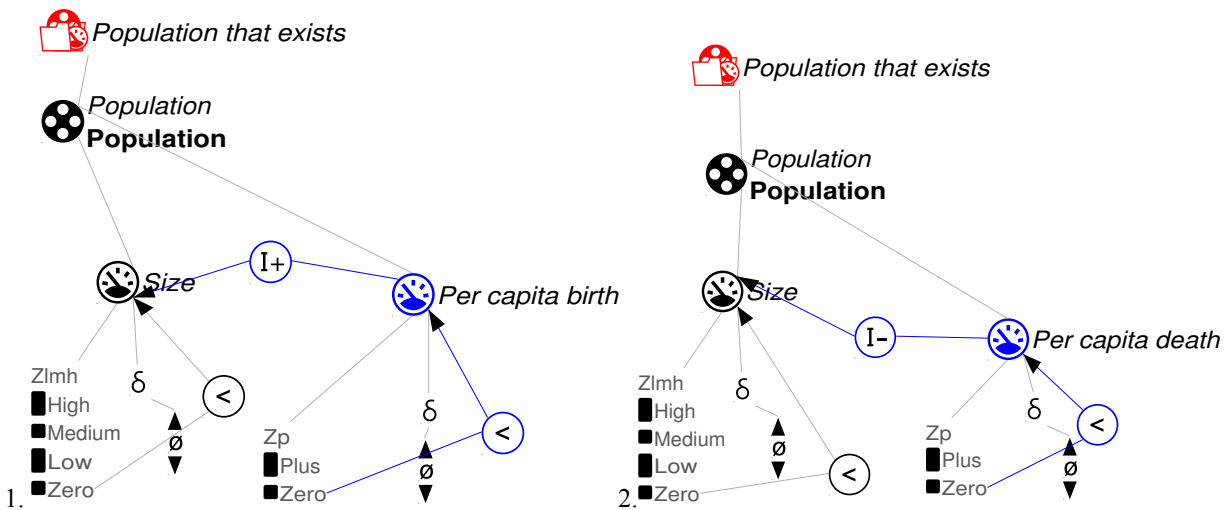 Population that exists
Population
Population
I+
Size
Per capita birth
Zlmh
High
Medium
Low
Zero
δ
ø
<
Zp
Plus
Zero
δ
ø
<
1.
Population that exists
Population
Population
I-
Size
Per capita death
Zlmh
High
Medium
Low
Zero
δ
ø
<
Zp
Plus
Zero
δ
ø
<
2.